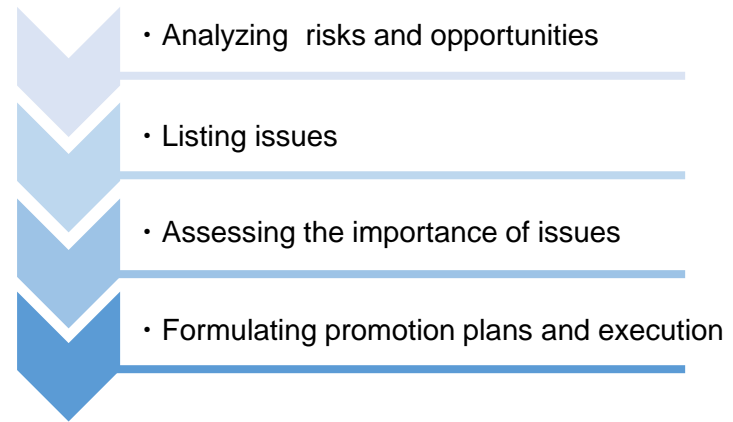 ・Analyzing  risks and opportunities
・Listing issues
・Assessing the importance of issues
・Formulating promotion plans and execution